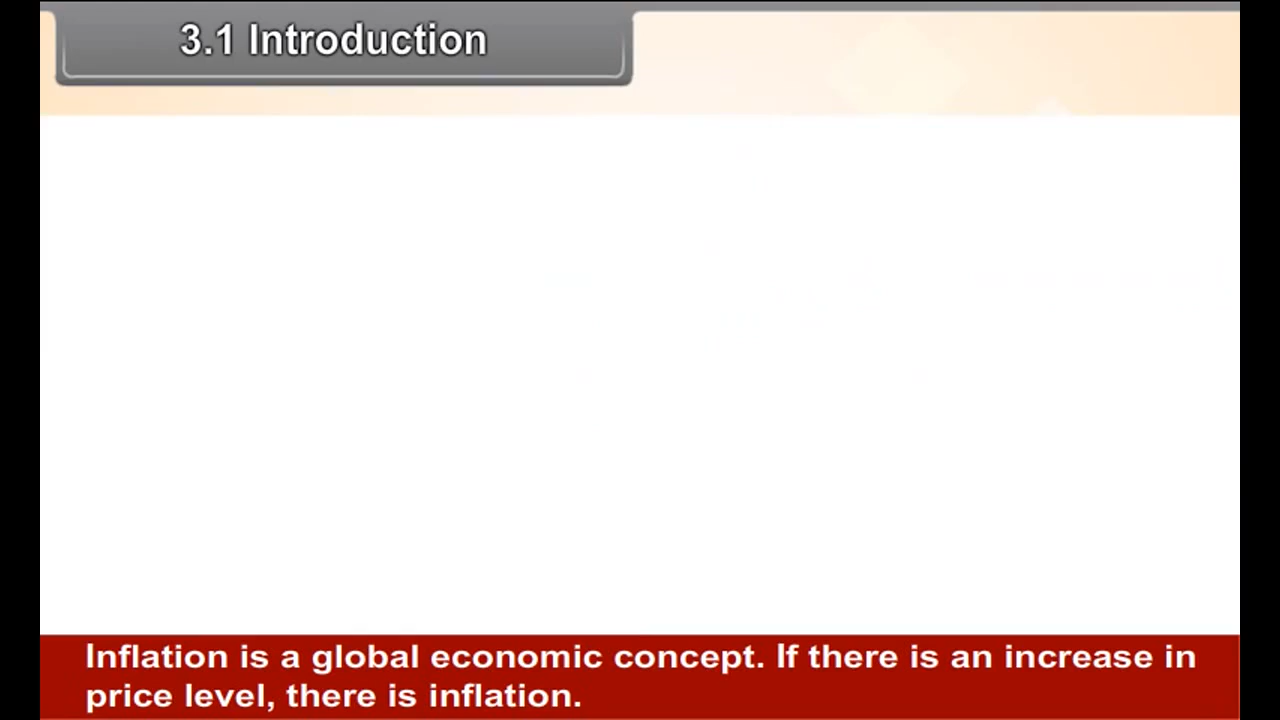 3.1 Introduction
Inflation is a global economic concept. If there is an increase in
price level, there is inflation.